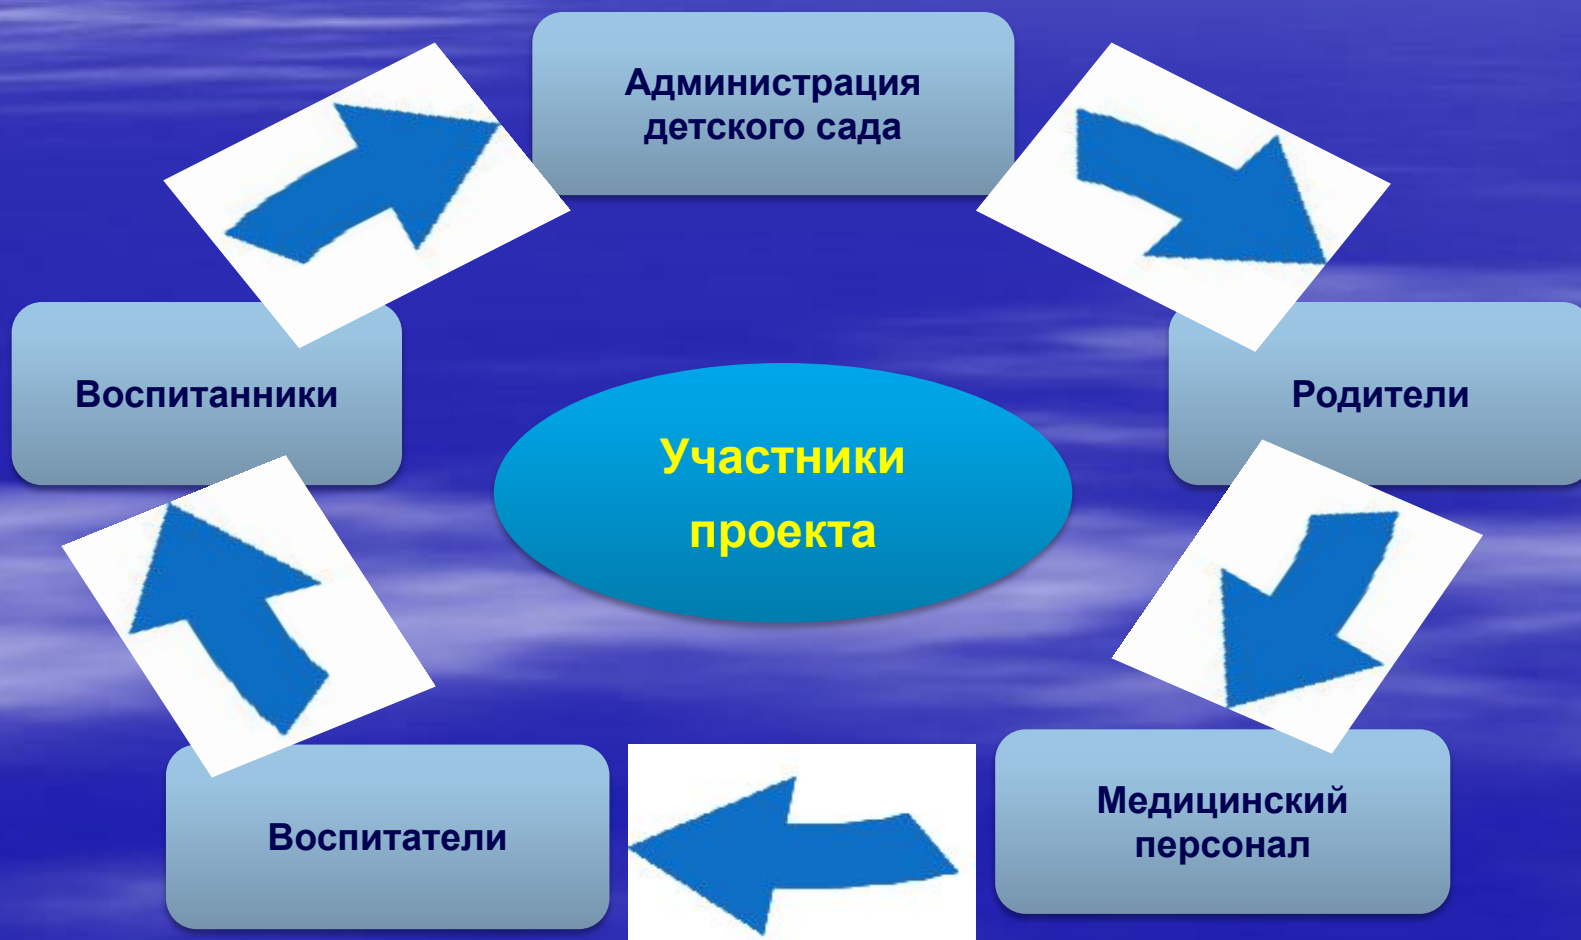 Администрация
детского сада
Воспитанники
Родители
Участники
проекта
Воспитатели
Медицинский
персонал